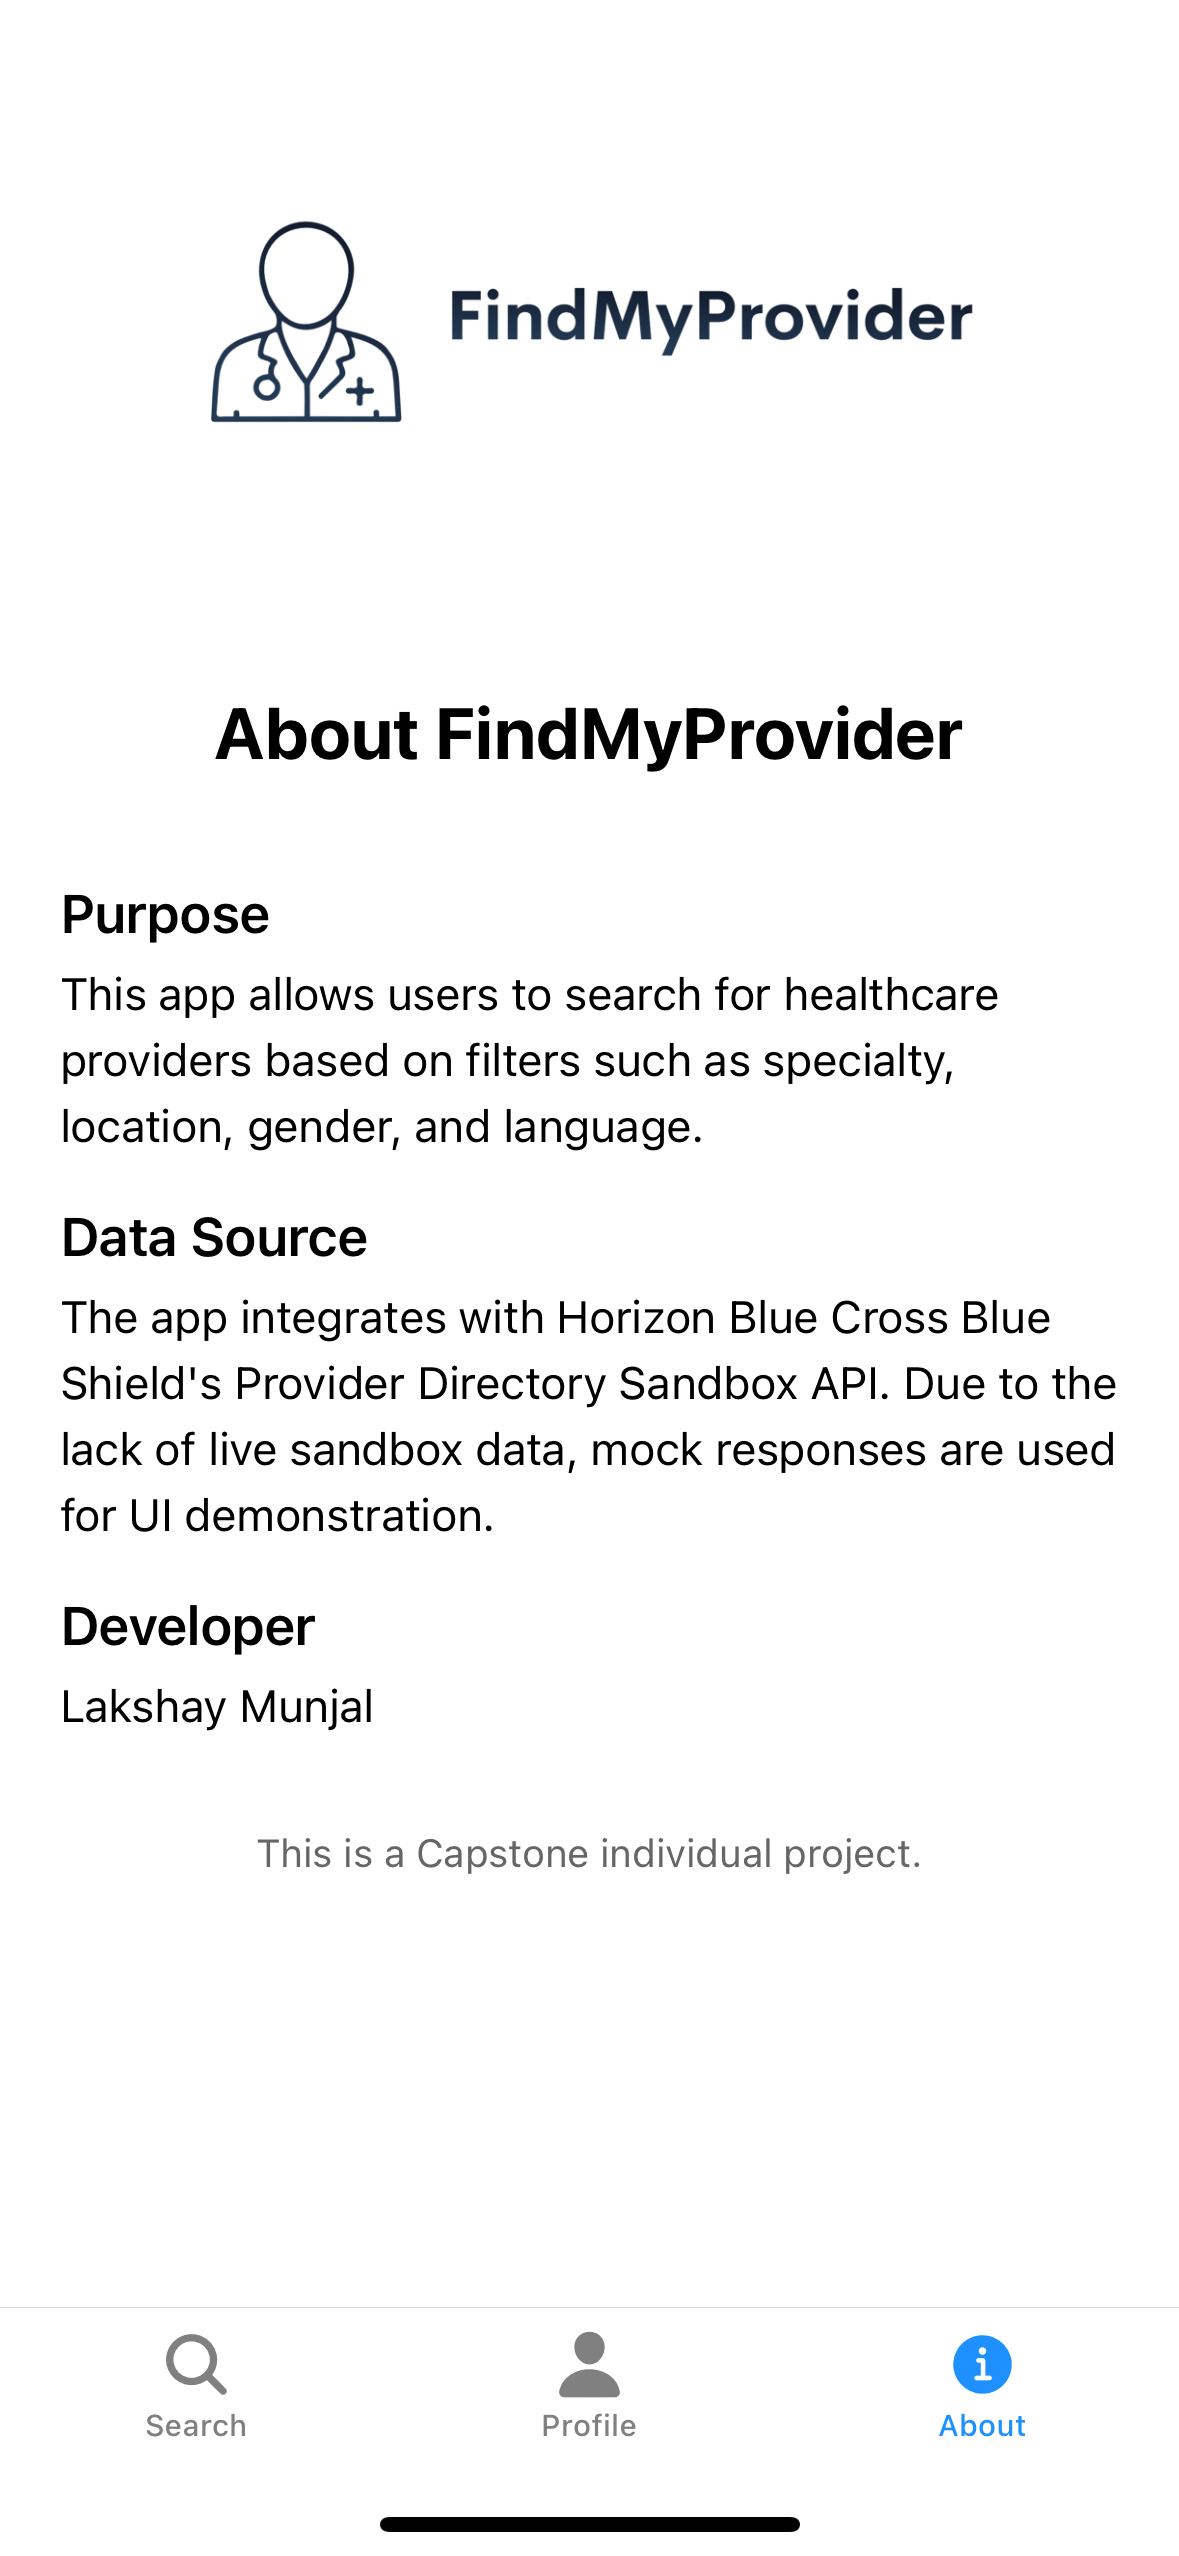 FindMyProvider
About FindMyProvider
Purpose
This app allows users to search for healthcare
providers based on filters such as specialty,
location, gender, and language.
Data Source
The app integrates with Horizon Blue Cross Blue
Shield's Provider Directory Sandbox API. Due to the
lack of live sandbox data, mock responses are used
for UI demonstration.
Developer
Lakshay Munjal
This is a Capstone individual project.
Search
Profile
About